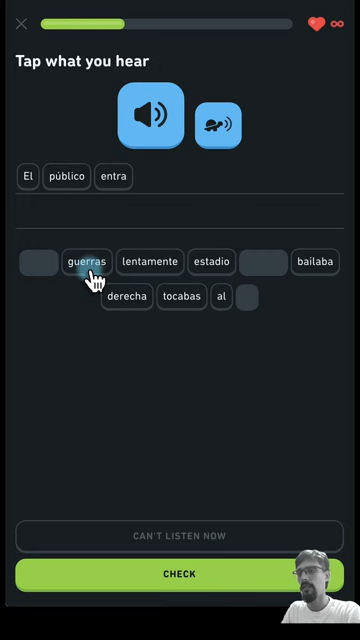 Tap what you hear
El público entra
guerras lentamente estadio bailaba
derecha tocabas al
CAN'T LISTEN NOW
CHECK